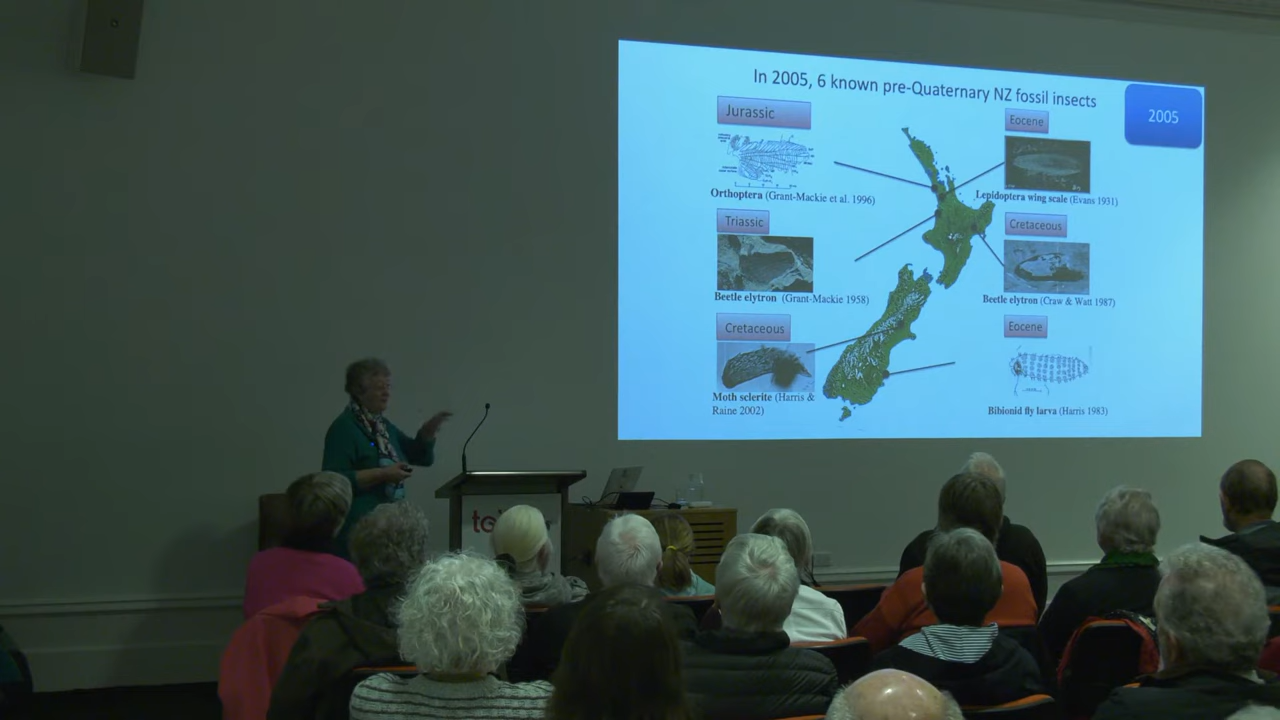 In 2005, 6 known pre-Quaternary NZ fossil insects
2005
Jurassic
Orthoptera (Grant-Mackie et al. 1996)
Triassic
Beetle elytron (Grant-Mackie 1958)
Cretaceous
Moth sclerite (Harris &
Raine 2002)
Eocene
Lepidoptera wing scale (Evans 1931)
Cretaceous
Beetle elytron (Craw & Watt 1987)
Eocene
Bibionid fly larva (Harris 1983)